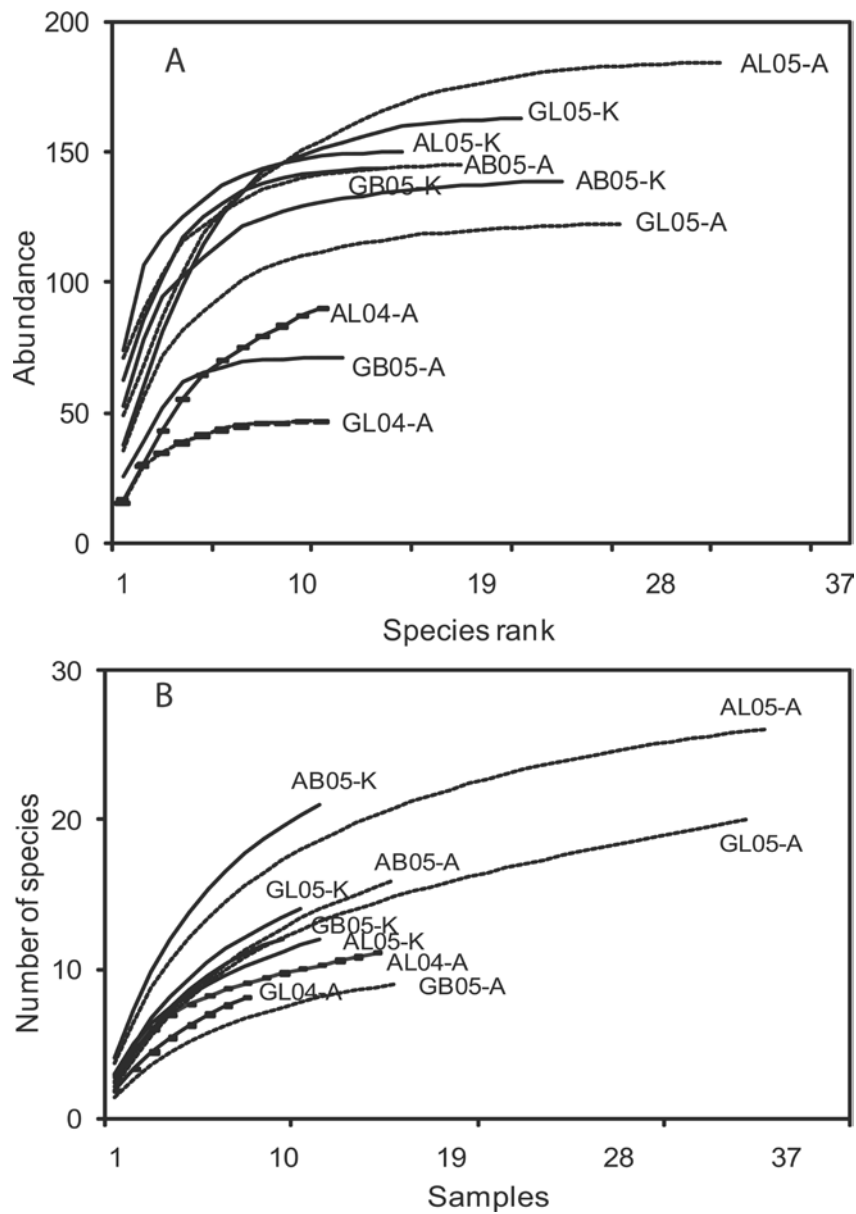 200
A
AL05-A
GL05-K
AL05-K
150
AB05-A
GB05-K
AB05-K
GL05-A
Abundance
100
AL04-A
GB05-A
50
GL04-A
0
1 10 19 28 37
Species rank
30
B
AL05-A
AB05-K
Number of species
20
GL05-A
AB05-A
GL05-K
GB05-K
AL05-K
10
AL04-A
GL04-A
GB05-A
0
1 10 19 28 37
Samples